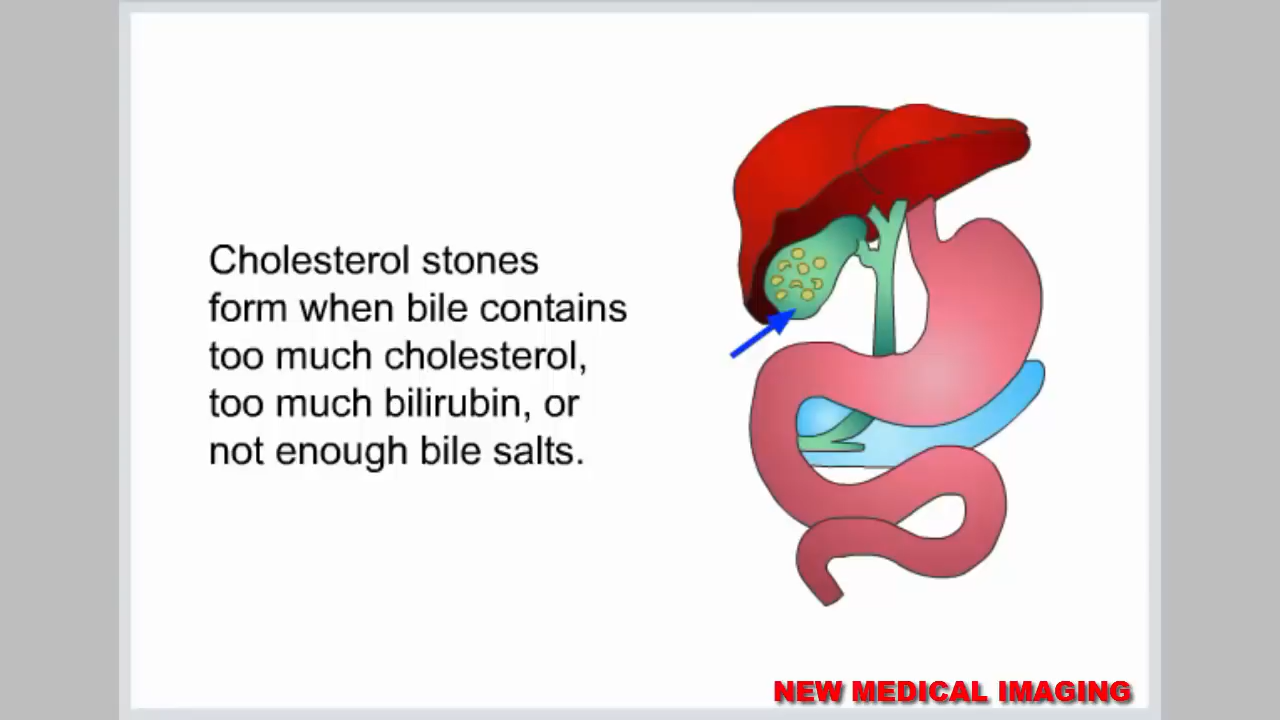 Cholesterol stones
form when bile contains
too much cholesterol,
too much bilirubin, or
not enough bile salts.
NEW MEDICAL IMAGING